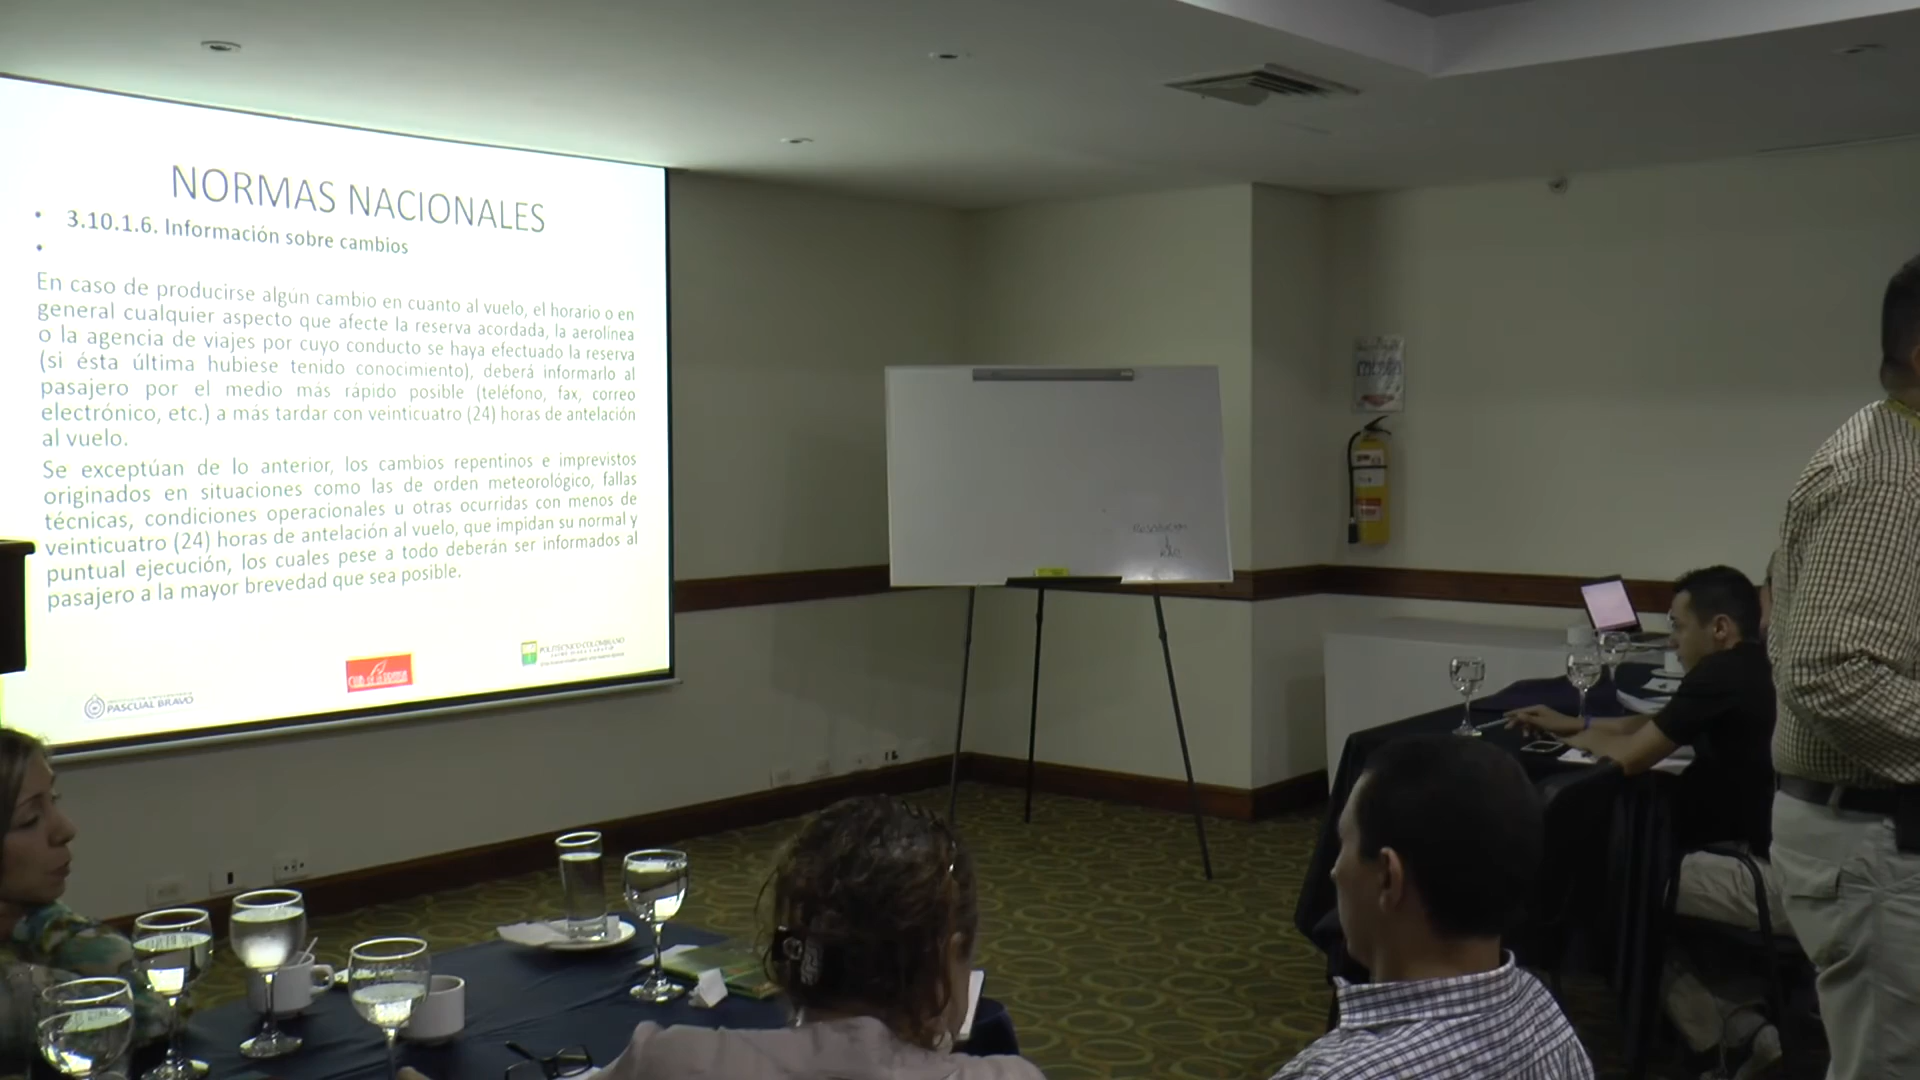 NORMAS NACIONALES
• 3.10.1.6. Información sobre cambios
•
En caso de producirse algún cambio en cuanto al vuelo, el horario o en
general cualquier aspecto que afecte la reserva acordada, la aerolínea
o la agencia de viajes por cuyo conducto se haya efectuado la reserva
(si ésta última hubiese tenido conocimiento), deberá informarlo al
pasajero por el medio más rápido posible (teléfono, fax, correo
electrónico, etc.) a más tardar con veinticuatro (24) horas de antelación
al vuelo.
Se exceptúan de lo anterior, los cambios repentinos e imprevistos
originados en situaciones como las de orden meteorológico, fallas
técnicas, condiciones operacionales u otras ocurridas con menos de
veinticuatro (24) horas de antelación al vuelo, que impidan su normal y
puntual ejecución, los cuales pese a todo deberán ser informados al
pasajero a la mayor brevedad que sea posible.
POLITÉCNICO COLOMBIANO
PASCUAL BRAVO